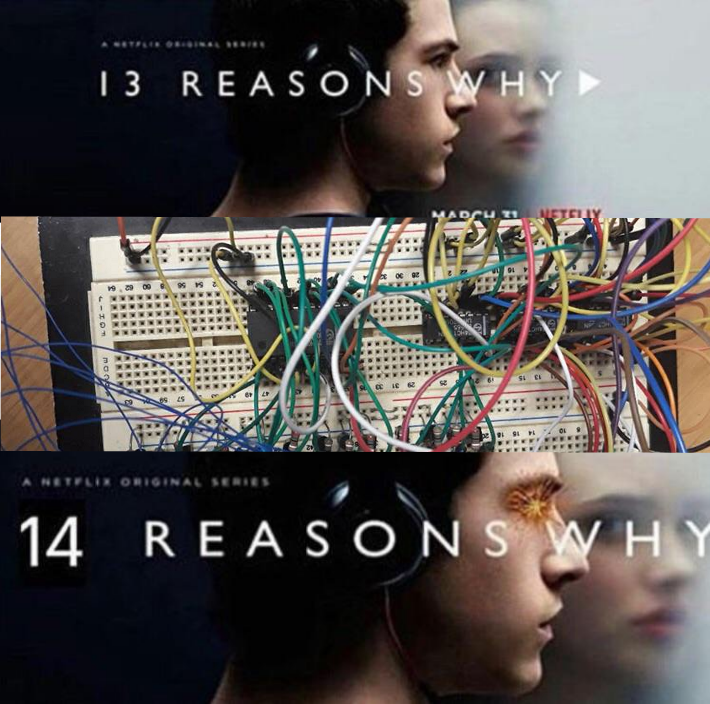 A NETFLIX ORIGINAL SERIES
13 REASONS WHY
MARCH 31 NETFLIX
A NETFLIX ORIGINAL SERIES
14 REASONS WHY